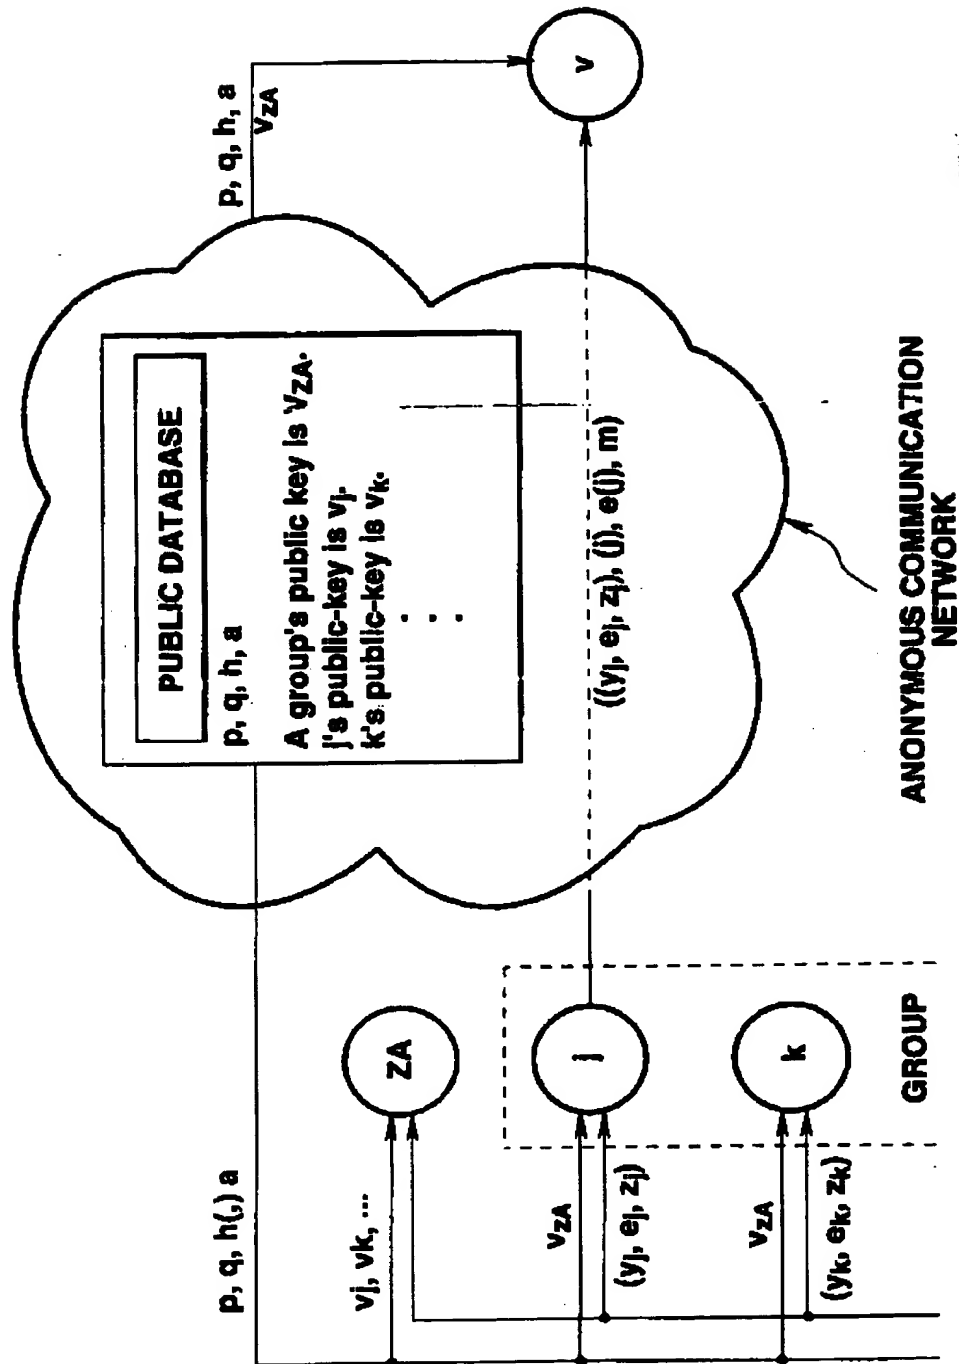 p, q, h(,) a
p, q, h, a
VZA
PUBLIC DATABASE
p, q, h, a
A group's public key is VZA.
j's public-key is vj.
k's public-key is vk.
. . .
vj, vk, ...
ZA
VZA
(yj, ej, zj)
j
((yj, ej, zj), (j), e(j), m)
v
VZA
(yk, ek, zk)
k
GROUP
ANONYMOUS COMMUNICATION
NETWORK